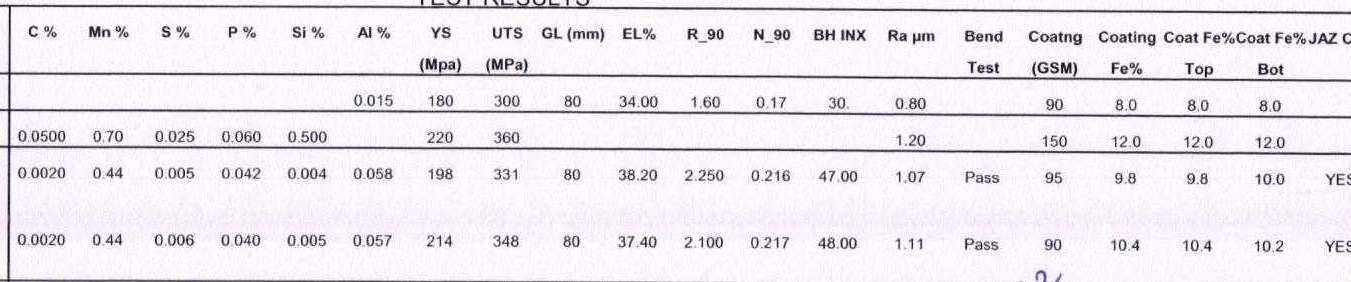 TEST RESULTS
C % Mn % S % P % Si % Al % YS UTS GL (mm) EL% R_90 N_90 BH INX Ra µm Bend Coatng Coating Coat Fe% Coat Fe% JAZ C
(Mpa) (MPa) Test (GSM) Fe% Top Bot
0.015 180 300 80 34.00 1.60 0.17 30. 0.80 90 8.0 8.0 8.0
0.0500 0.70 0.025 0.060 0.500 220 360 1.20 150 12.0 12.0 12.0
0.0020 0.44 0.005 0.042 0.004 0.058 198 331 80 38.20 2.250 0.216 47.00 1.07 Pass 95 9.8 9.8 10.0 YES
0.0020 0.44 0.006 0.040 0.005 0.057 214 348 80 37.40 2.100 0.217 48.00 1.11 Pass 90 10.4 10.4 10.2 YES